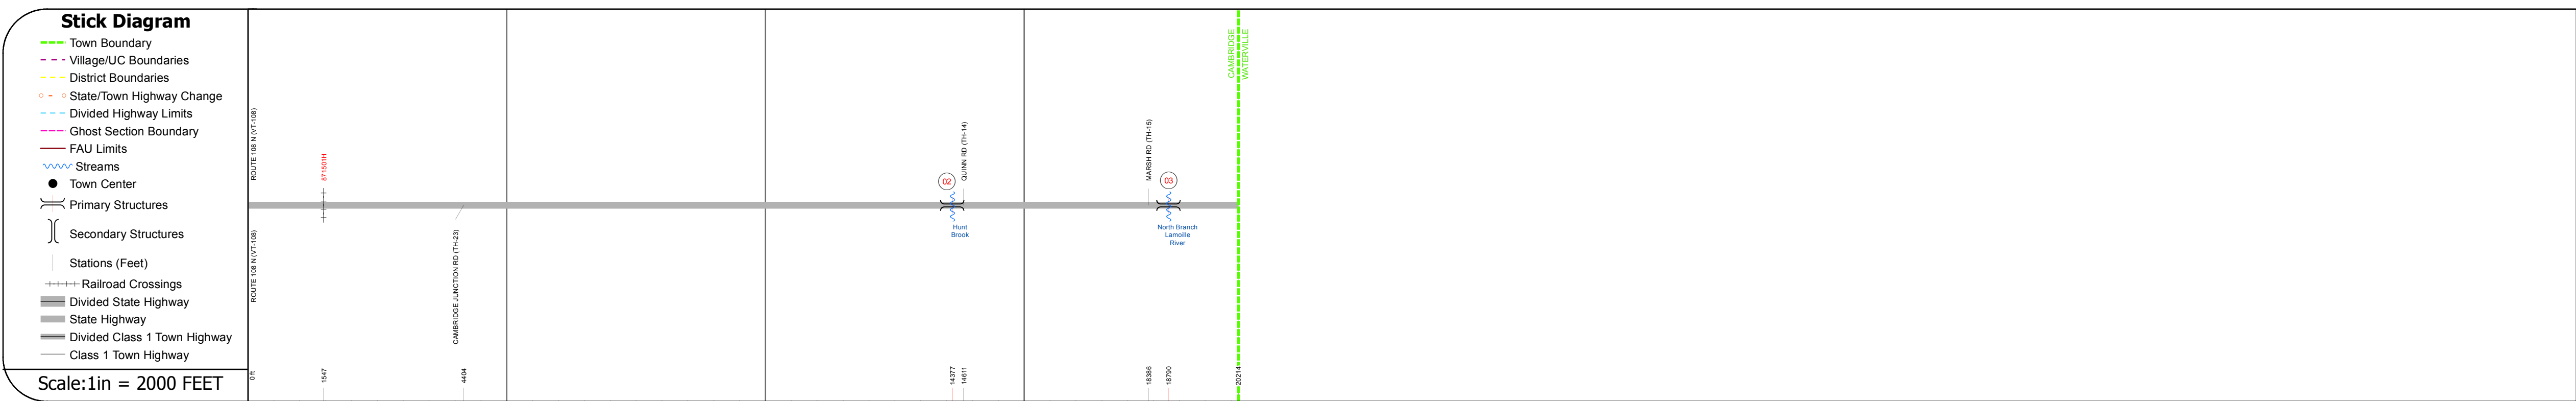 Stick Diagram
Town Boundary
Village/UC Boundaries
District Boundaries
State/Town Highway Change
Divided Highway Limits
Ghost Section Boundary
FAU Limits
Streams
Town Center
Primary Structures
Secondary Structures
Stations (Feet)
Railroad Crossings
Divided State Highway
State Highway
Divided Class 1 Town Highway
Class 1 Town Highway
Scale:1in = 2000 FEET
ROUTE 108 N (VT-108)
ROUTE 108 N (VT-108)
0 ft
871501H
1547
CAMBRIDGE JUNCTION RD (TH-23)
4404
02
Hunt
Brook
14377
QUINN RD (TH-14)
14611
MARSH RD (TH-15)
18386
03
North Branch
Lamoille
River
18790
CAMBRIDGE
WATERVILLE
20214